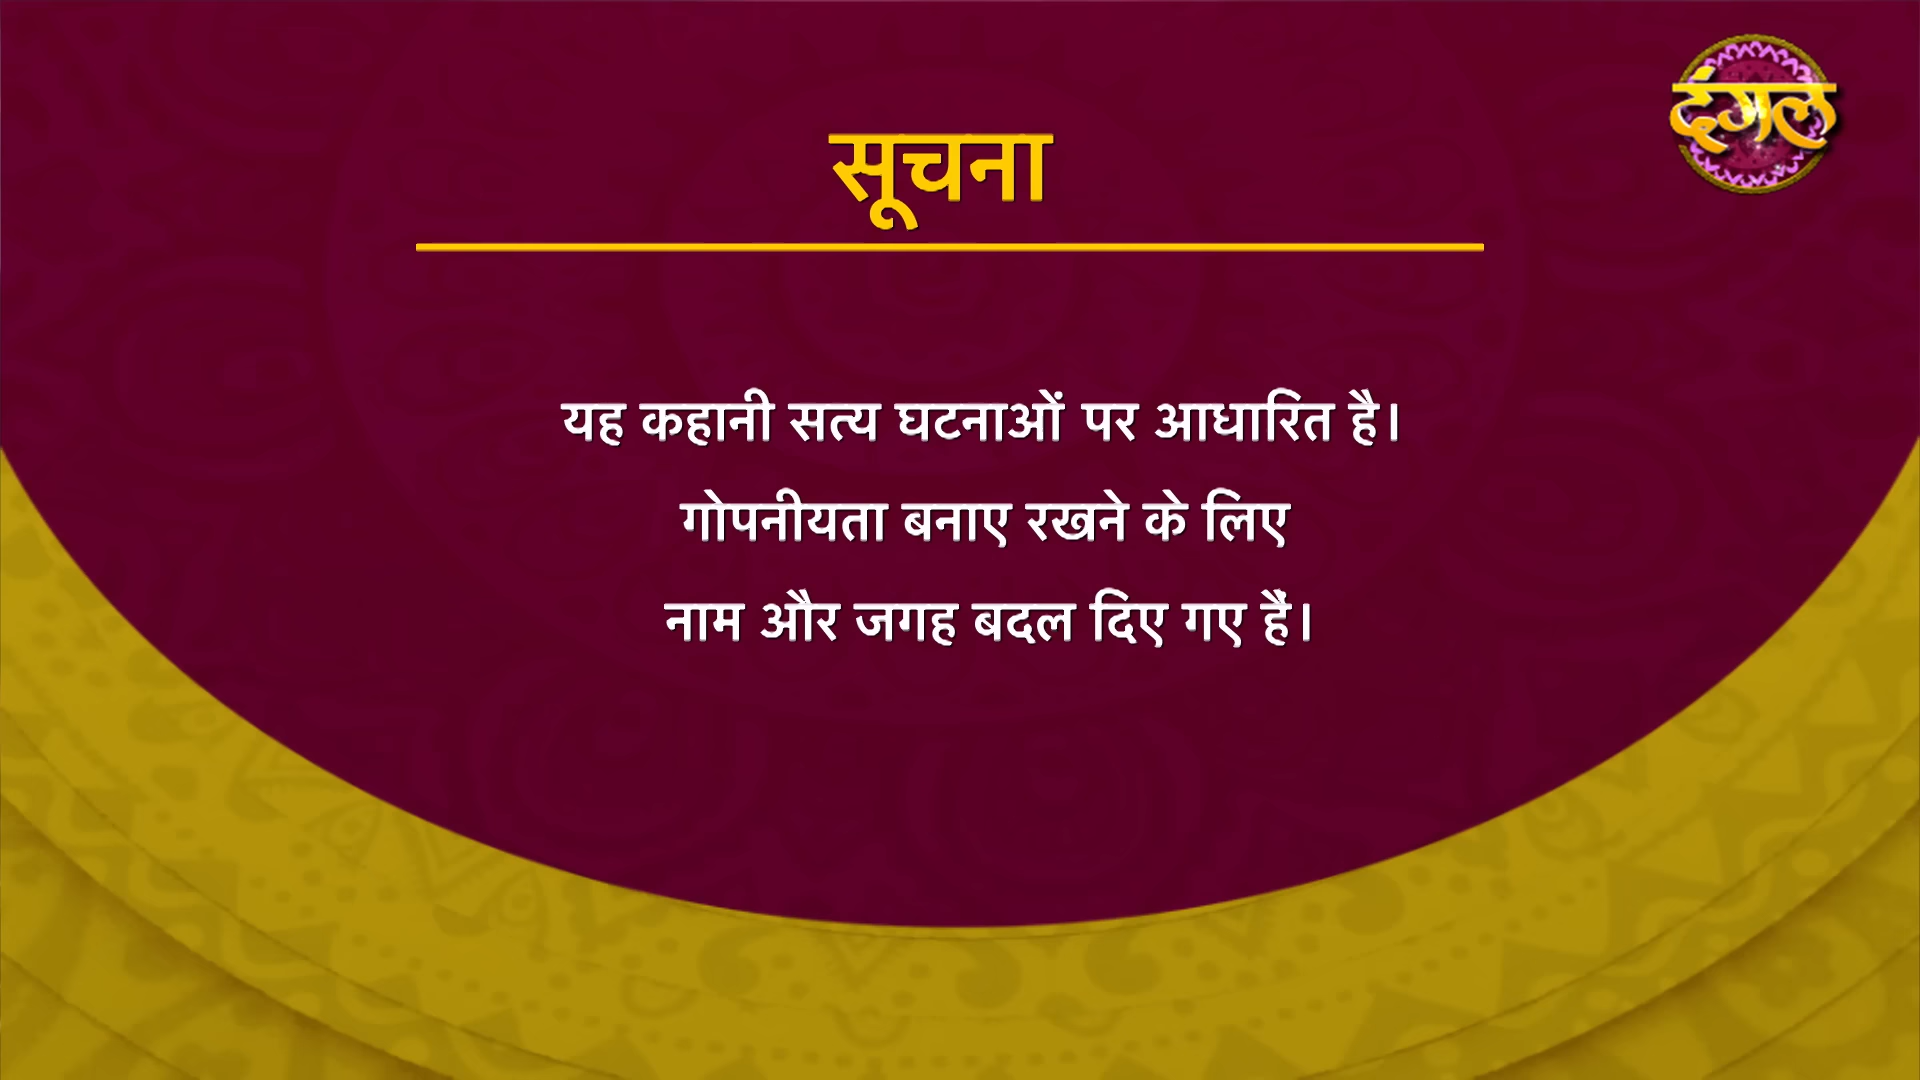 दंगल
सूचना
यह कहानी सत्य घटनाओं पर आधारित है।
गोपनीयता बनाए रखने के लिए
नाम और जगह बदल दिए गए हैं।